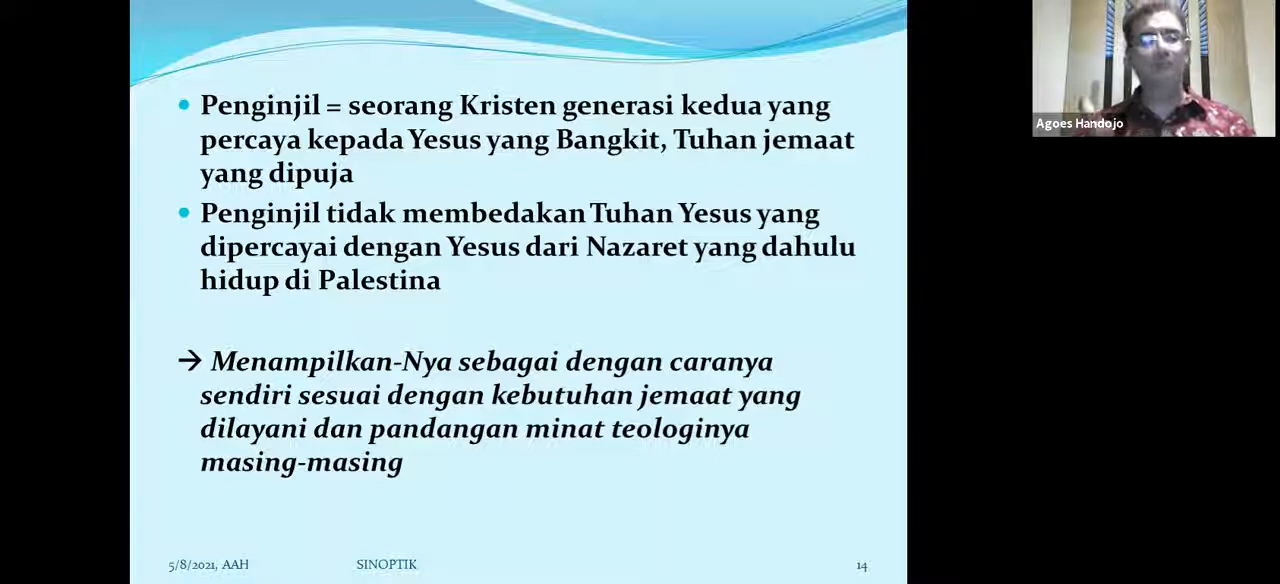 • Penginjil = seorang Kristen generasi kedua yang
percaya kepada Yesus yang Bangkit, Tuhan jemaat
yang dipuja
• Penginjil tidak membedakan Tuhan Yesus yang
dipercayai dengan Yesus dari Nazaret yang dahulu
hidup di Palestina
→ Menampilkan-Nya sebagai dengan caranya
sendiri sesuai dengan kebutuhan jemaat yang
dilayani dan pandangan minat teologinya
masing-masing
5/8/2021, AAH SINOPTIK 14
Agoes Handojo